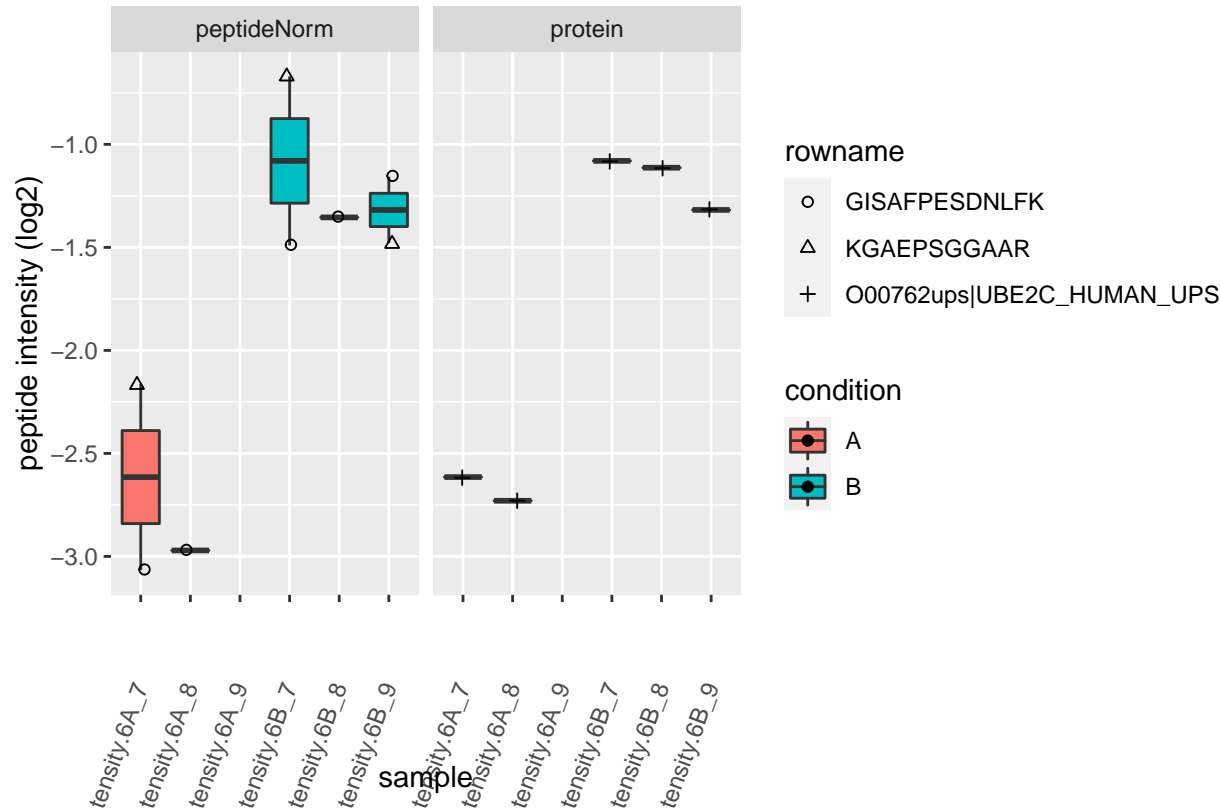 peptideNorm
protein
−1.0
−1.5
−2.0
−2.5
−3.0
peptide intensity (log2)
tensity.6A_7
tensity.6A_8
tensity.6A_9
tensity.6B_7
tensity.6B_8
tensity.6B_9
tensity.6A_7
tensity.6A_8
tensity.6A_9
tensity.6B_7
tensity.6B_8
tensity.6B_9
sample
rowname
GISAFPESDNLFK
KGAEPSGGAAR
O00762ups|UBE2C_HUMAN_UPS
condition
A
B